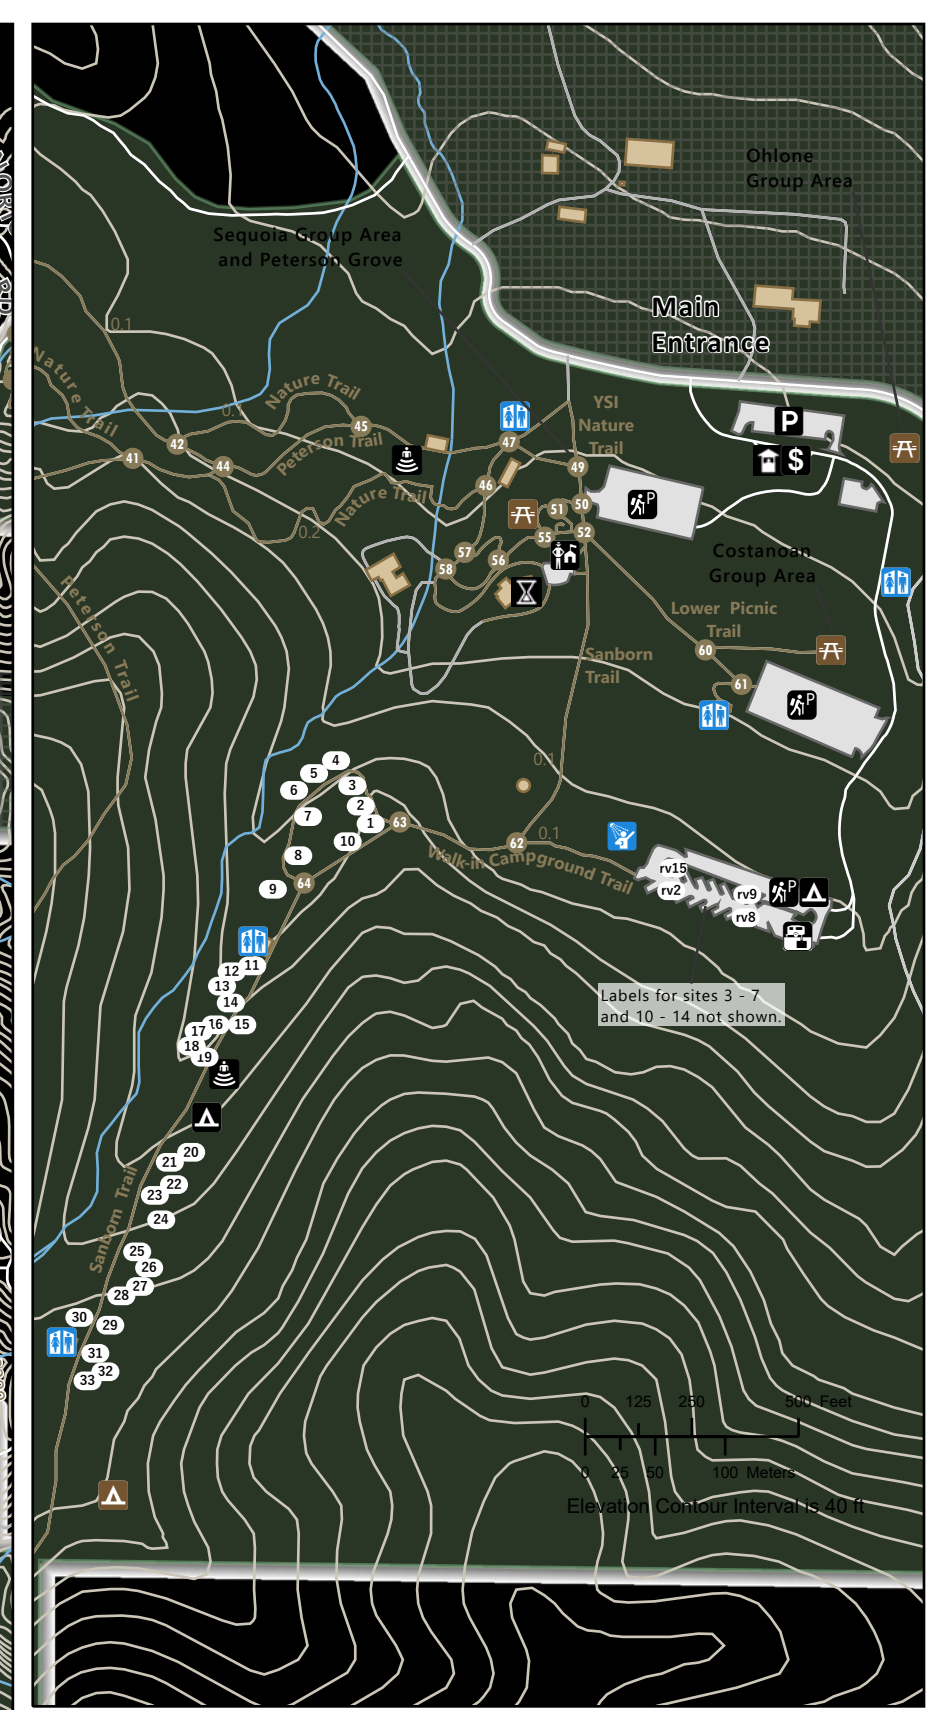 Ohlone
Group Area
Sequoia Group Area
and Peterson Grove
Main
Entrance
0.1
Nature Trail
Nature Trail
0.1
YSI
Nature
Trail
P
$
45
Peterson Trail
42
41
44
47
49
46
Nature Trail
0.2
50
51
52
55
P
57
56
58
Costanoan
Group Area
Peterson Trail
Lower Picnic
Trail
60
Sanborn
Trail
61
P
0.1
4
5
3
6
2
7
1
63
10
62
0.1
8
Walk-in Campground Trail
9
64
rv15
rv2
rv9
rv8
P
11
12
13
14
Labels for sites 3 - 7
and 10 - 14 not shown.
16
15
17
18
19
20
21
22
23
24
Sanborn Trail
25
26
27
28
30
29
31
32
33
0 125 250 500 Feet
0 25 50 100 Meters
Elevation Contour Interval is 40 ft